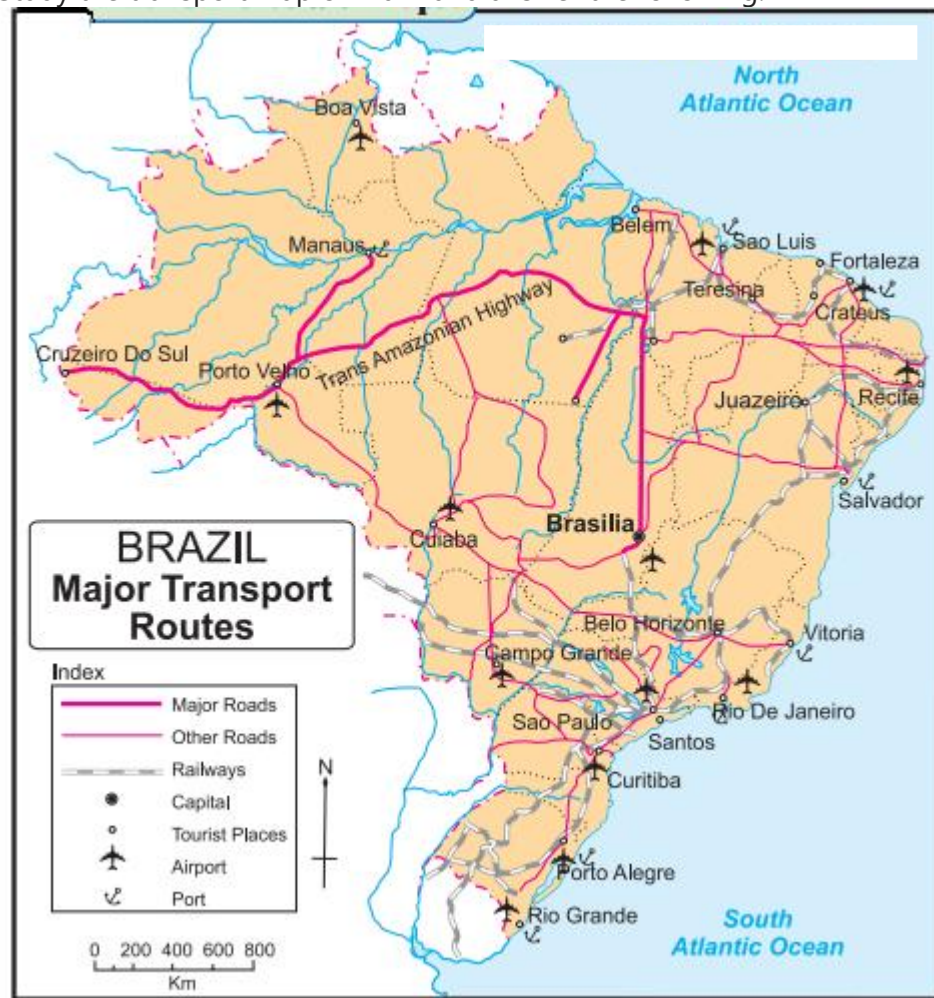 North
Atlantic Ocean
Boa Vista
Belem
Manaus
Sao Luis
Fortaleza
Teresina
Crateus
Trans Amazonian Highway
Cruzeiro Do Sul
Porto Velho
Juazeiro
Recife
Salvador
Brasilia
Cuiaba
BRAZIL
Major Transport
Routes
Belo Horizonte
Vitoria
Campo Grande
Index
Major Roads
Other Roads
Railways
Capital
Tourist Places
Airport
Port
N
Sao Paulo
Rio De Janeiro
Santos
Curitiba
Porto Alegre
Rio Grande
South
Atlantic Ocean
0 200 400 600 800
Km